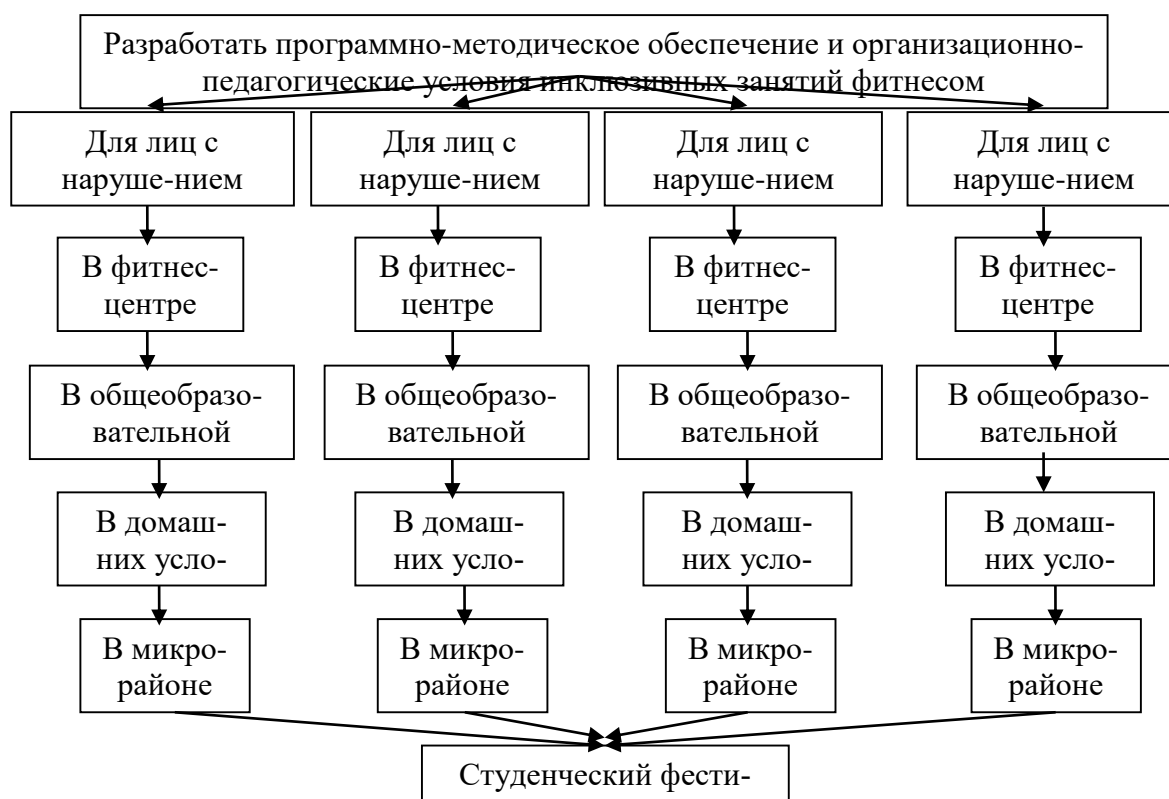 Разработать программно-методическое обеспечение и организационно-
педагогические условия инклюзивных занятий фитнесом
Для лиц с
наруше-нием
Для лиц с
наруше-нием
Для лиц с
наруше-нием
Для лиц с
наруше-нием
В фитнес-
центре
В фитнес-
центре
В фитнес-
центре
В фитнес-
центре
В общеобразо-
вательной
В общеобразо-
вательной
В общеобразо-
вательной
В общеобразо-
вательной
В домаш-
них усло-
В домаш-
них усло-
В домаш-
них усло-
В домаш-
них усло-
В микро-
районе
В микро-
районе
В микро-
районе
В микро-
районе
Студенческий фести-